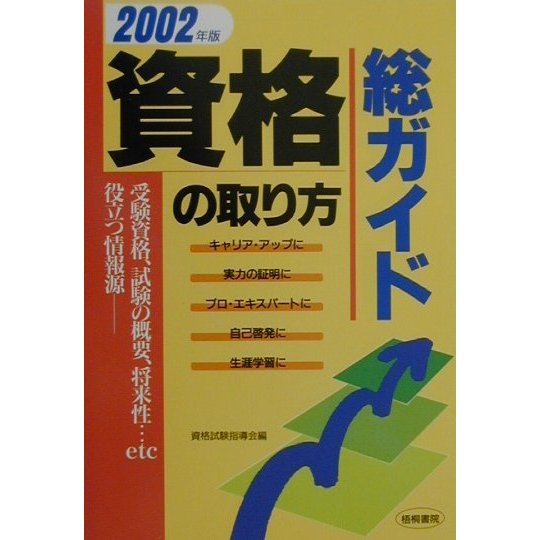 2002年版
資格
の取り方
総ガイド
キャリア・アップに
実力の証明に
プロ・エキスパートに
自己啓発に
生涯学習に
受験資格、試験の概要、将来性…etc
役立つ情報源――
資格試験指導会編
梧桐書院